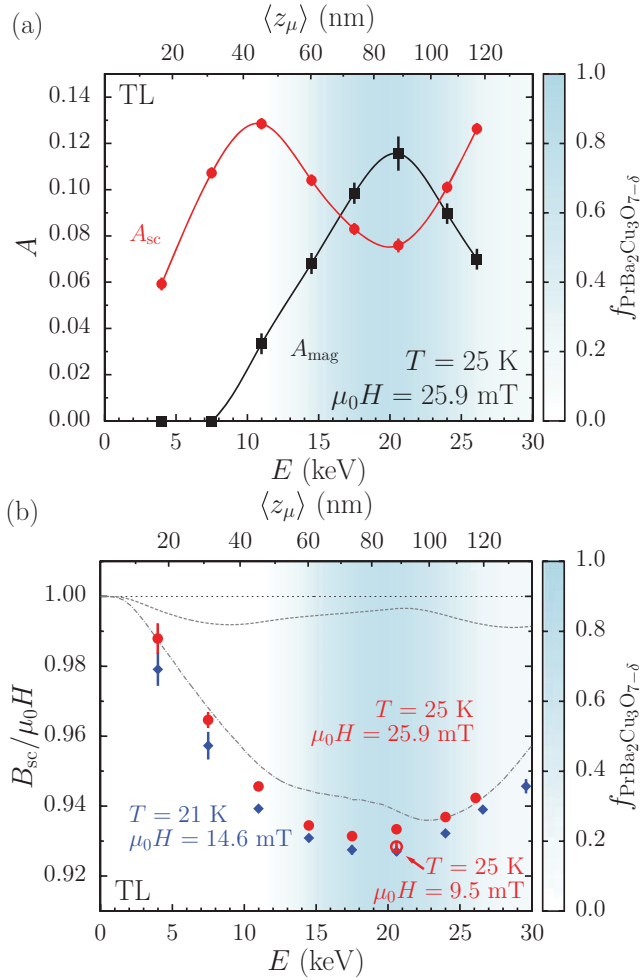 (a)
⟨z_μ⟩ (nm)
0 20 40 60 80 100 120
TL
0.14
0.12
0.10
0.08
0.06
0.04
0.02
0.00
A
A_sc
A_mag
T = 25 K
μ₀H = 25.9 mT
0 5 10 15 20 25 30
E (keV)
1.0
0.8
0.6
0.4
0.2
0.0
f_PrBa₂Cu₃O₇₋δ
(b)
⟨z_μ⟩ (nm)
0 20 40 60 80 100 120
1.00
0.98
0.96
0.94
0.92
B_sc/μ₀H
T = 25 K
μ₀H = 25.9 mT
T = 21 K
μ₀H = 14.6 mT
T = 25 K
μ₀H = 9.5 mT
TL
0 5 10 15 20 25 30
E (keV)
1.0
0.8
0.6
0.4
0.2
0.0
f_PrBa₂Cu₃O₇₋δ